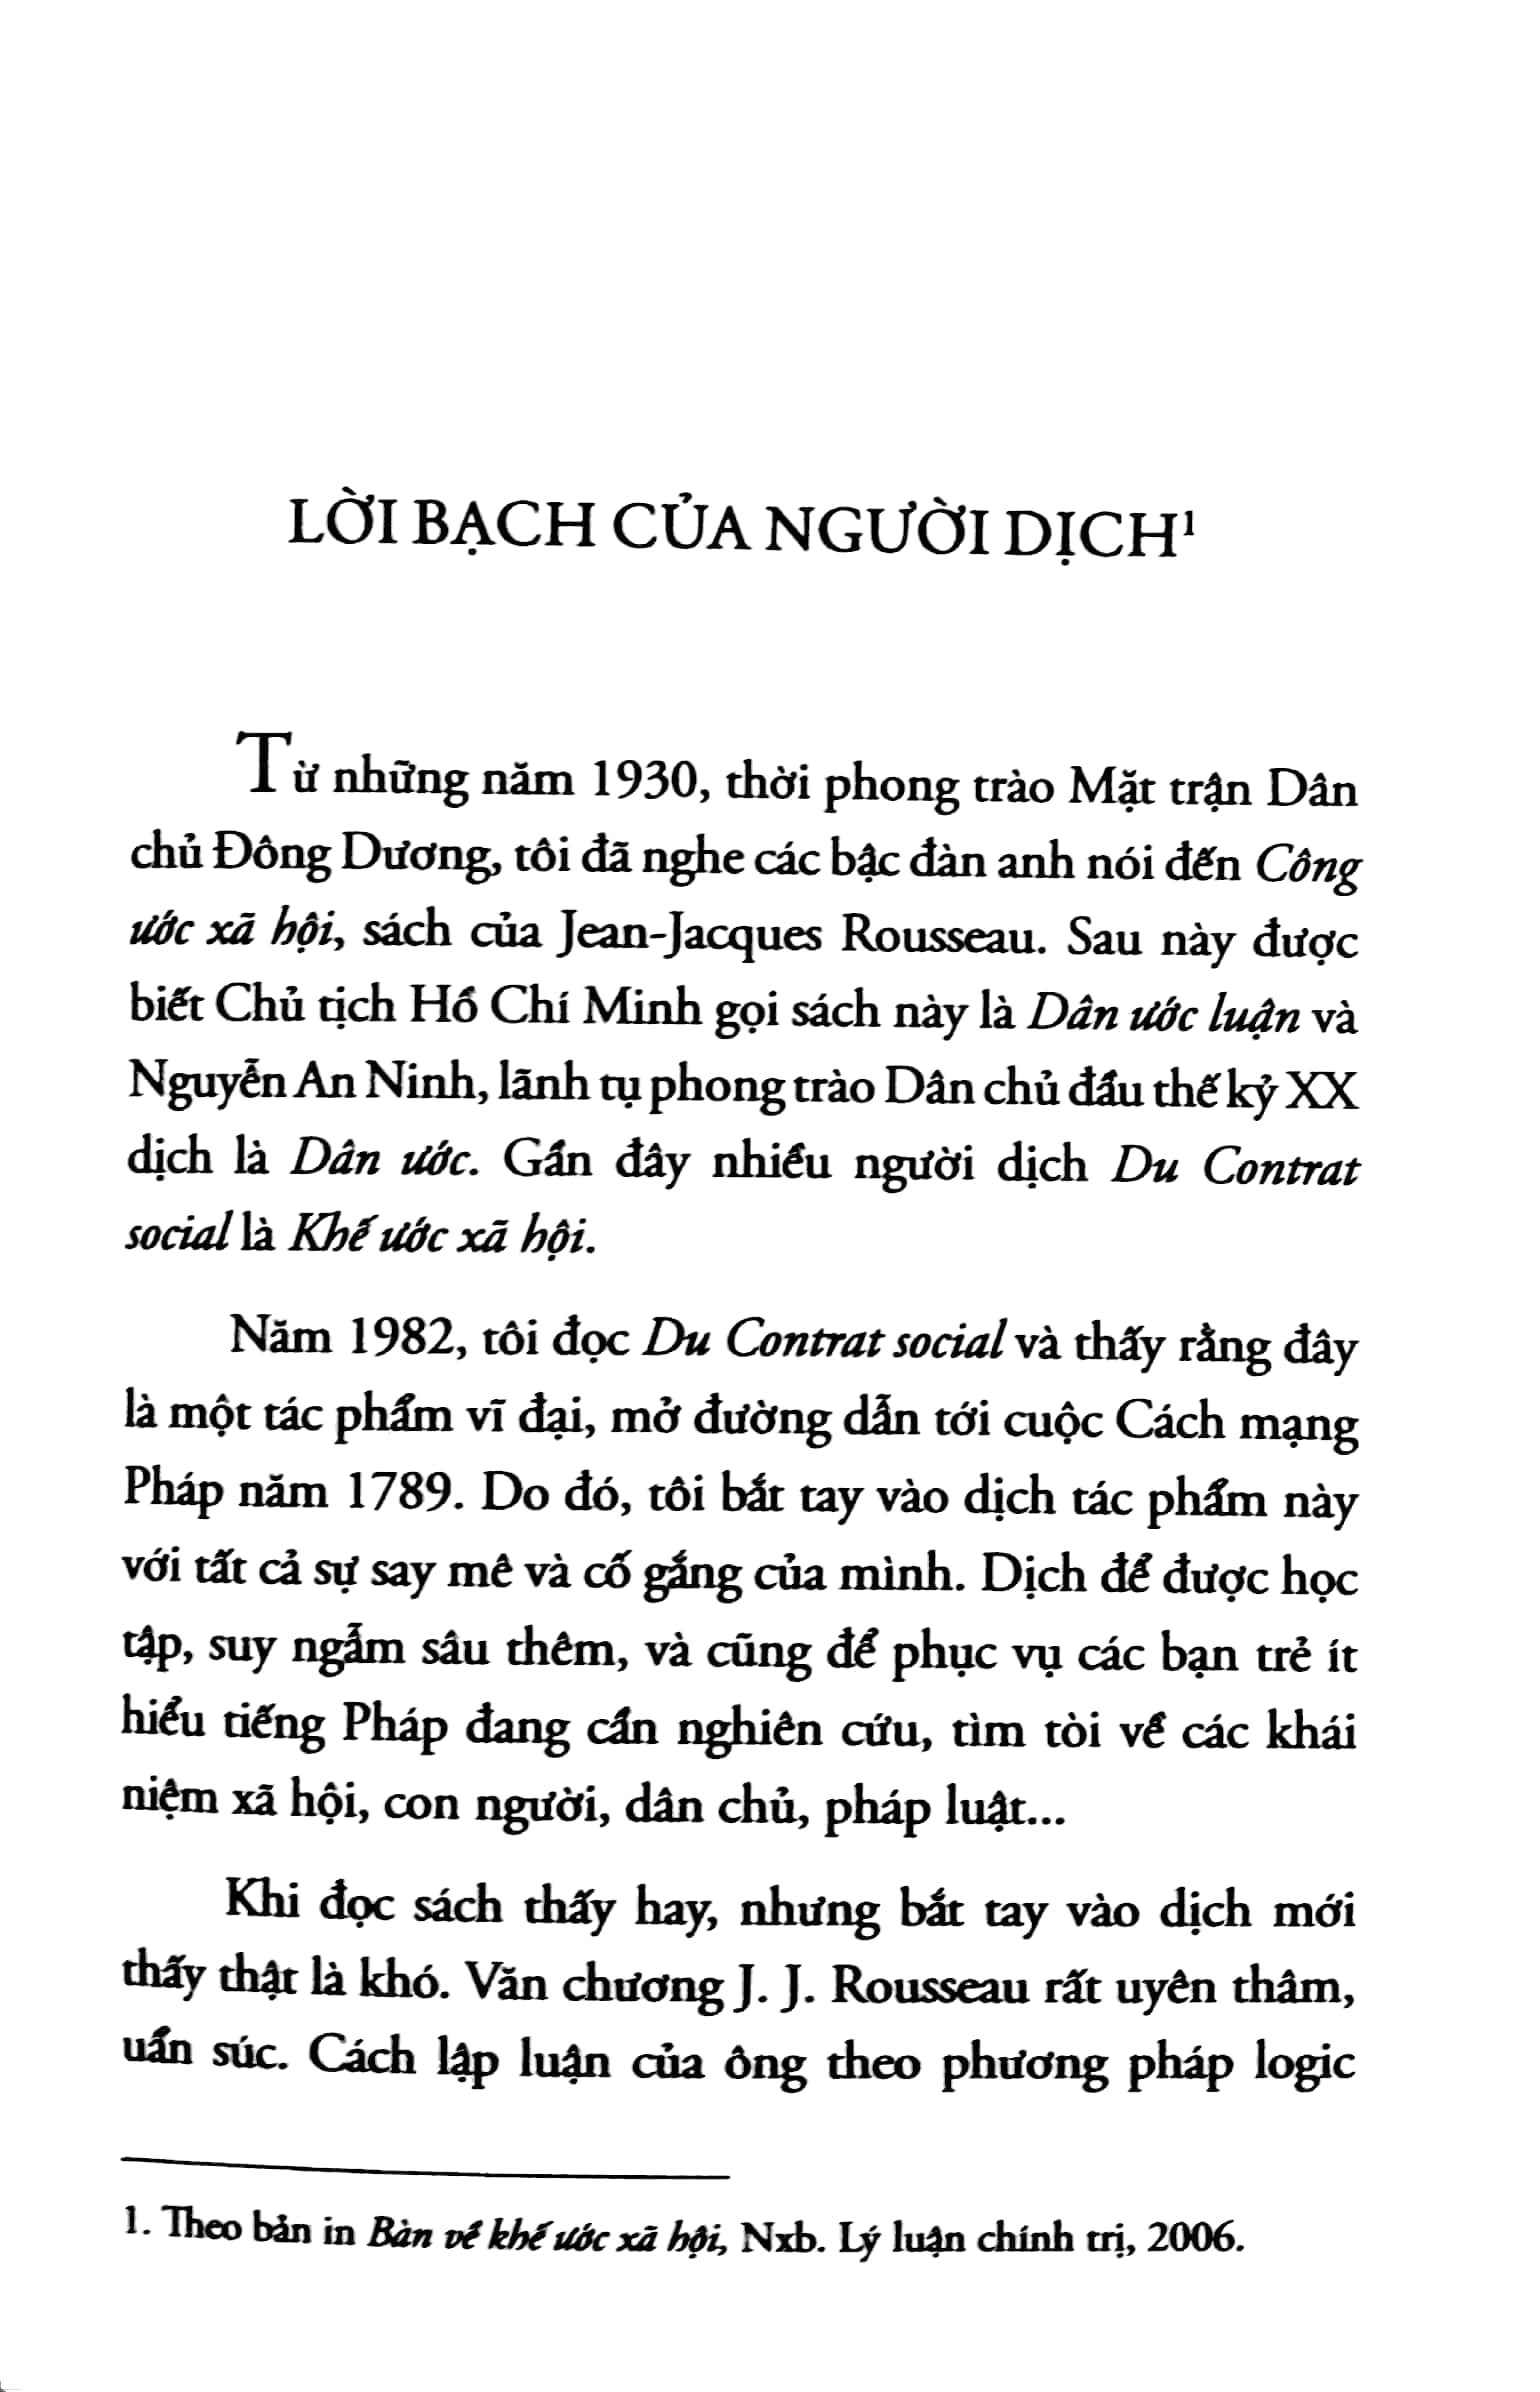 LỜI BẠCH CỦA NGƯỜI DỊCH¹
Từ những năm 1930, thời phong trào Mặt trận Dân
chủ Đông Dương, tôi đã nghe các bậc đàn anh nói đến Công
ước xã hội, sách của Jean-Jacques Rousseau. Sau này được
biết Chủ tịch Hồ Chí Minh gọi sách này là Dân ước luận và
Nguyễn An Ninh, lãnh tụ phong trào Dân chủ đầu thế kỷ XX
dịch là Dân ước. Gần đây nhiều người dịch Du Contrat
social là Khế ước xã hội.
Năm 1982, tôi đọc Du Contrat social và thấy rằng đây
là một tác phẩm vĩ đại, mở đường dẫn tới cuộc Cách mạng
Pháp năm 1789. Do đó, tôi bắt tay vào dịch tác phẩm này
với tất cả sự say mê và cố gắng của mình. Dịch để được học
tập, suy ngẫm sâu thêm, và cũng để phục vụ các bạn trẻ ít
hiểu tiếng Pháp đang cần nghiên cứu, tìm tòi về các khái
niệm xã hội, con người, dân chủ, pháp luật...
Khi đọc sách thấy hay, nhưng bắt tay vào dịch mới
thấy thật là khó. Văn chương J. J. Rousseau rất uyên thâm,
uẩn súc. Cách lập luận của ông theo phương pháp logic
1. Theo bản in Bàn về khế ước xã hội, Nxb. Lý luận chính trị, 2006.